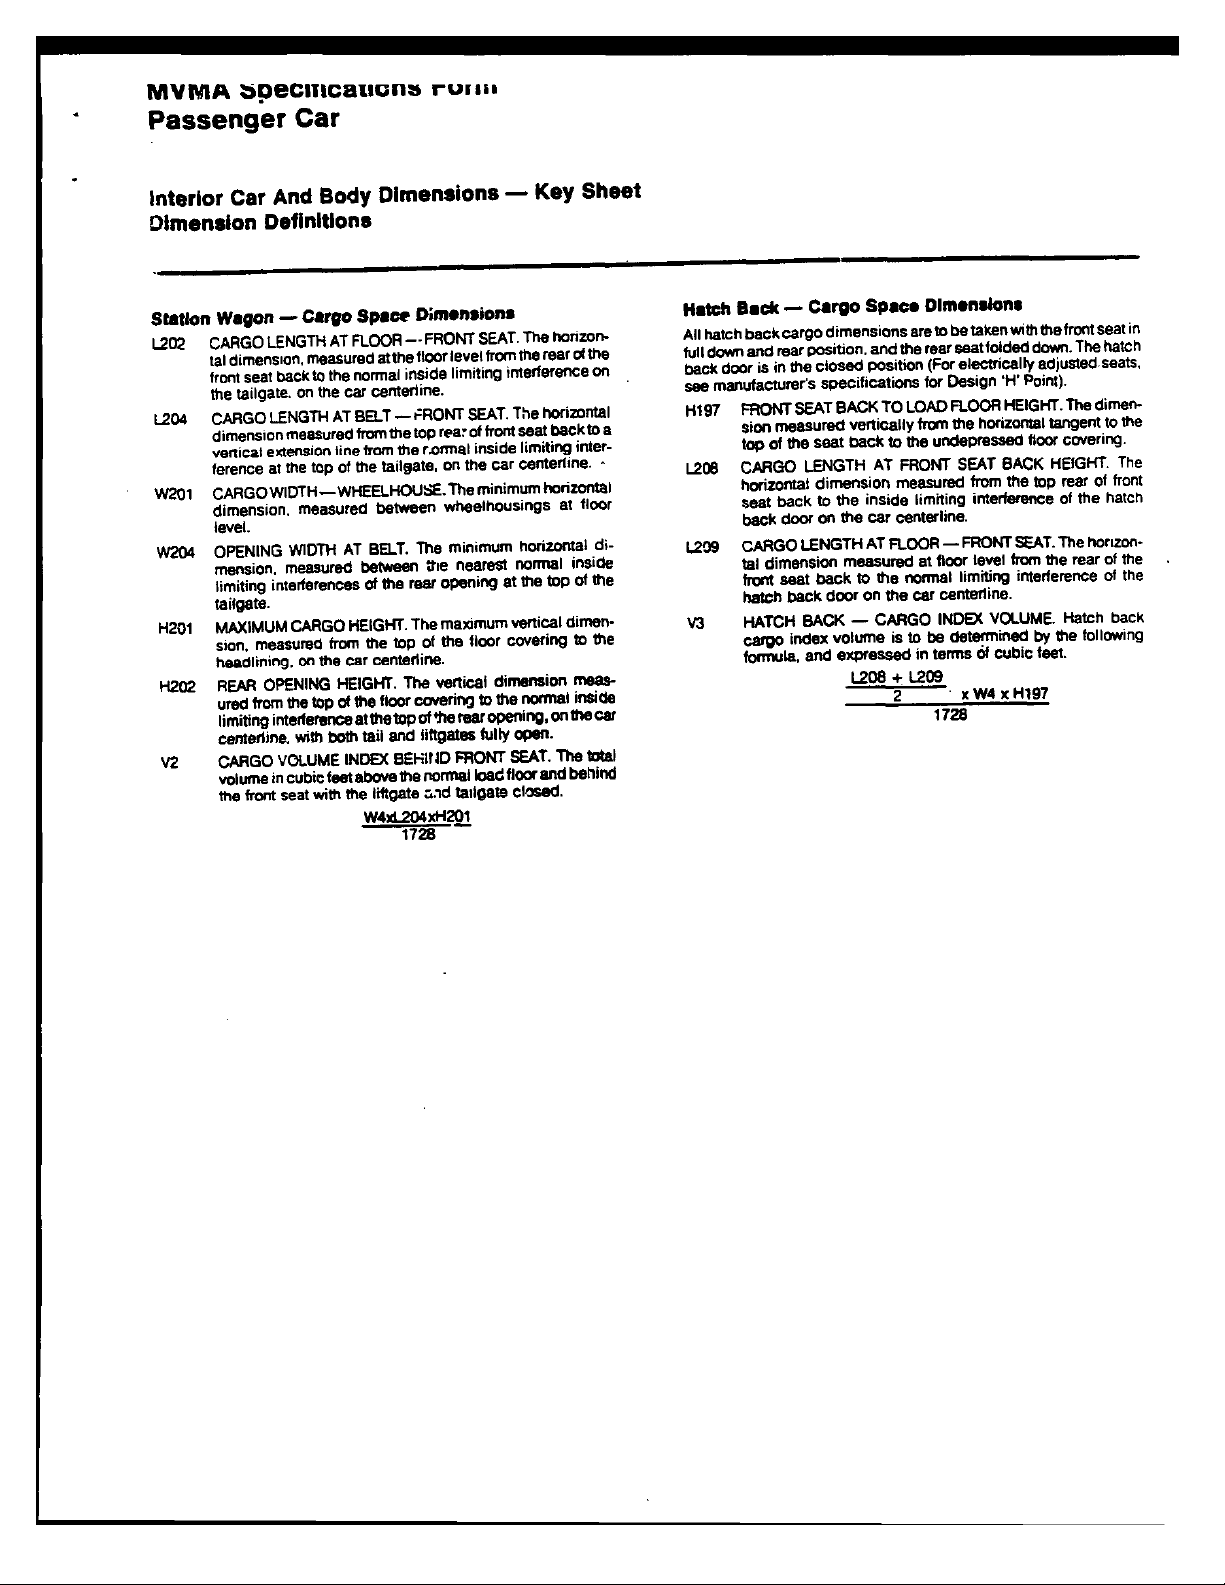 MVMA Specifications Form
Passenger Car
Interior Car And Body Dimensions — Key Sheet
Dimension Definitions
Station Wagon — Cargo Space Dimensions
L202 CARGO LENGTH AT FLOOR — FRONT SEAT. The horizon-
tal dimension, measured at the floor level from the rear of the
front seat back to the normal inside limiting interference on
the tailgate, on the car centerline.
L204 CARGO LENGTH AT BELT — FRONT SEAT. The horizontal
dimension measured from the top rear of front seat back to a
vertical extension line from the normal inside limiting inter-
ference at the top of the tailgate, on the car centerline.
W201 CARGO WIDTH — WHEELHOUSE. The minimum horizontal
dimension, measured between wheelhousings at floor
level.
W204 OPENING WIDTH AT BELT. The minimum horizontal di-
mension, measured between the nearest normal inside
limiting interferences of the rear opening at the top of the
tailgate.
H201 MAXIMUM CARGO HEIGHT. The maximum vertical dimen-
sion, measured from the top of the floor covering to the
headlining, on the car centerline.
H202 REAR OPENING HEIGHT. The vertical dimension meas-
ured from the top of the floor covering to the normal inside
limiting interference at the top of the rear opening, on the car
centerline, with both tail and liftgates fully open.
V2 CARGO VOLUME INDEX BEHIND FRONT SEAT. The total
volume in cubic feet above the normal load floor and behind
the front seat with the liftgate and tailgate closed.
W4xL204xH201
1728
Hatch Back — Cargo Space Dimensions
All hatch back cargo dimensions are to be taken with the front seat in
full down and rear position, and the rear seat folded down. The hatch
back door is in the closed position (For electrically adjusted seats,
see manufacturer's specifications for Design 'H' Point).
H197 FRONT SEAT BACK TO LOAD FLOOR HEIGHT. The dimen-
sion measured vertically from the horizontal tangent to the
top of the seat back to the undepressed floor covering.
L208 CARGO LENGTH AT FRONT SEAT BACK HEIGHT. The
horizontal dimension measured from the top rear of front
seat back to the inside limiting interference of the hatch
back door on the car centerline.
L209 CARGO LENGTH AT FLOOR — FRONT SEAT. The horizon-
tal dimension measured at floor level from the rear of the
front seat back to the normal limiting interference of the
hatch back door on the car centerline.
V3 HATCH BACK — CARGO INDEX VOLUME. Hatch back
cargo index volume is to be determined by the following
formula, and expressed in terms of cubic feet.
L208 + L209
2 x W4 x H197
1728